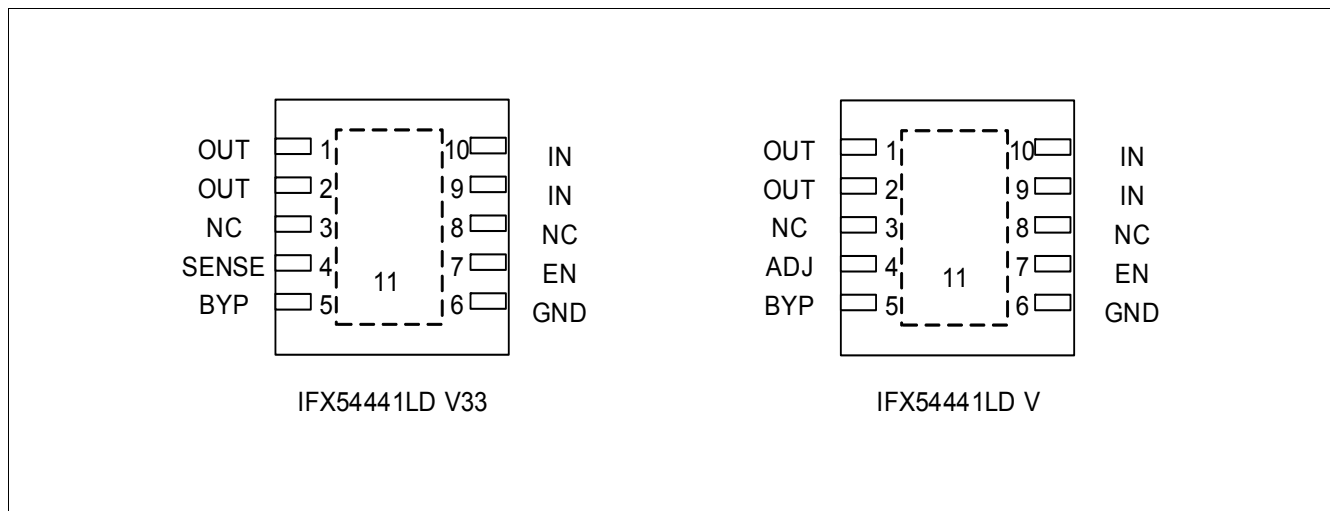 OUT 1 10 IN
OUT 2 9 IN
NC 3 8 NC
SENSE 4 7 EN
BYP 5 6 GND
11
IFX54441LD V33
OUT 1 10 IN
OUT 2 9 IN
NC 3 8 NC
ADJ 4 7 EN
BYP 5 6 GND
11
IFX54441LD V